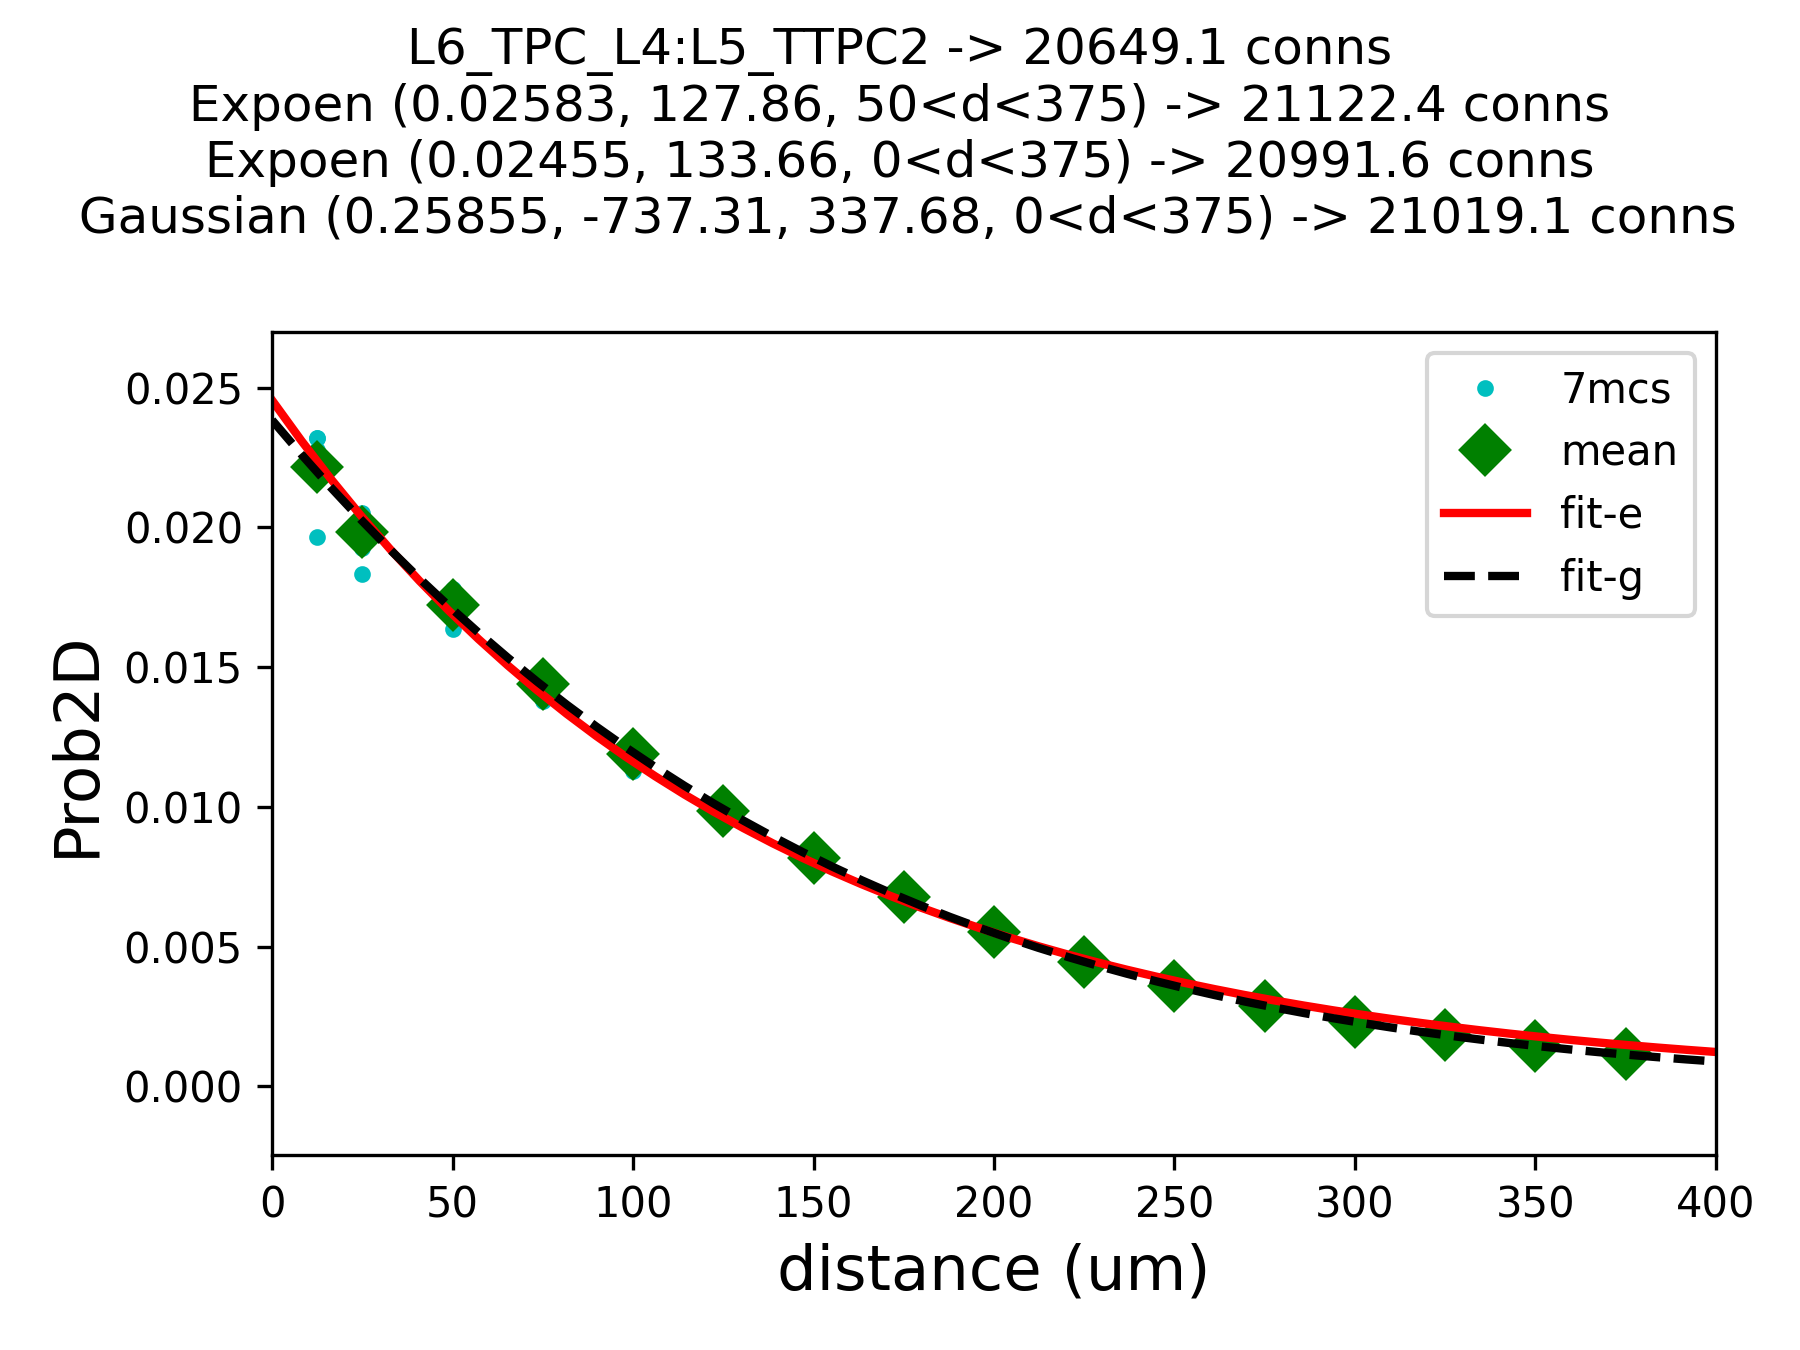 L6_TPC_L4:L5_TTPC2 -> 20649.1 conns
Expoen (0.02583, 127.86, 50<d<375) -> 21122.4 conns
Expoen (0.02455, 133.66, 0<d<375) -> 20991.6 conns
Gaussian (0.25855, -737.31, 337.68, 0<d<375) -> 21019.1 conns
7mcs
mean
fit-e
fit-g
Prob2D
0.025
0.020
0.015
0.010
0.005
0.000
0 50 100 150 200 250 300 350 400
distance (um)